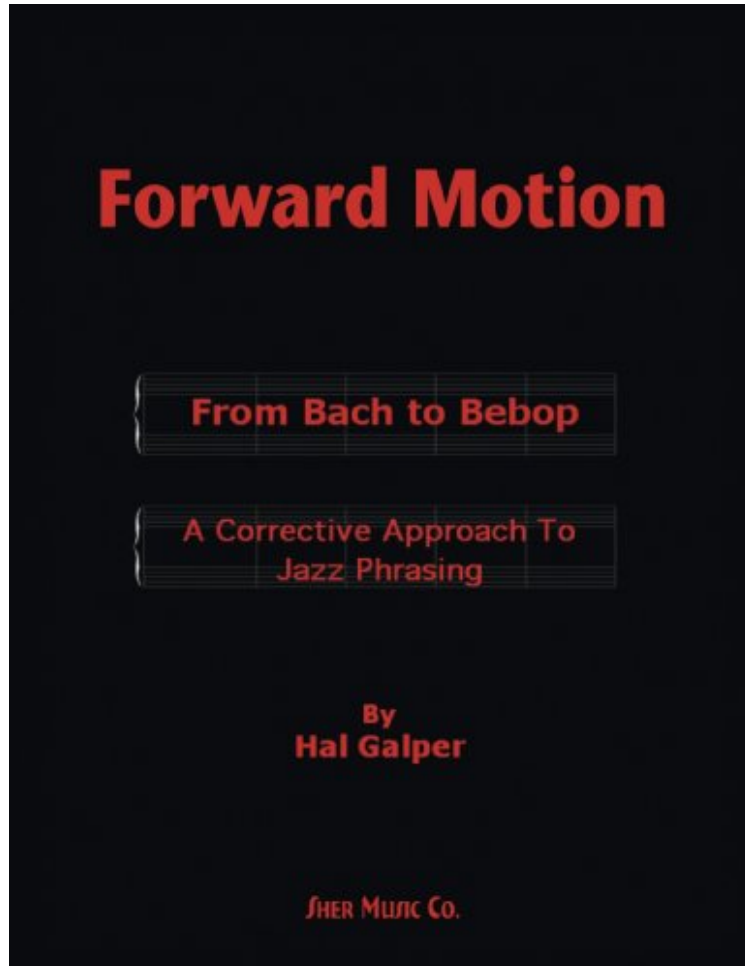 Forward Motion
From Bach to Bebop
A Corrective Approach To
Jazz Phrasing
By
Hal Galper
SHER MUSIC CO.